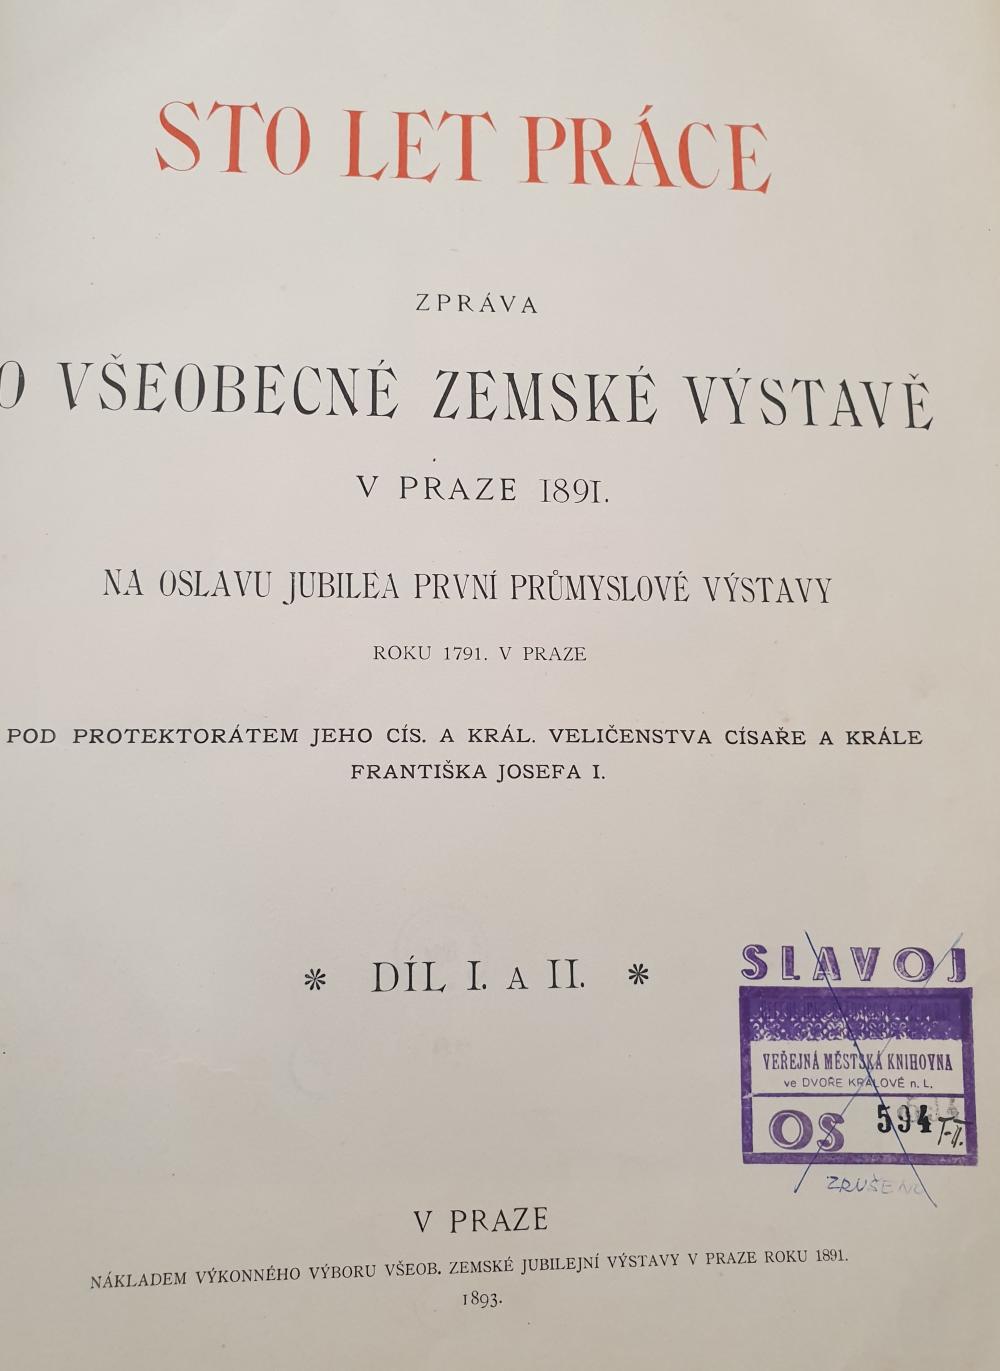 STO LET PRÁCE
ZPRÁVA
O VŠEOBECNÉ ZEMSKÉ VÝSTAVĚ
V PRAZE 1891.
NA OSLAVU JUBILEA PRVNÍ PRŮMYSLOVÉ VÝSTAVY
ROKU 1791. V PRAZE
POD PROTEKTORÁTEM JEHO CÍS. A KRÁL. VELIČENSTVA CÍSAŘE A KRÁLE
FRANTIŠKA JOSEFA I.
* DÍL I. A II. *
SLAVOJ
VEŘEJNÁ MĚSTSKÁ KNIHOVNA
ve DVOŘE KRÁLOVÉ n. L.
OS 594 I-II.
ZRUŠENO
V PRAZE
NÁKLADEM VÝKONNÉHO VÝBORU VŠEOB. ZEMSKÉ JUBILEJNÍ VÝSTAVY V PRAZE ROKU 1891.
1893.